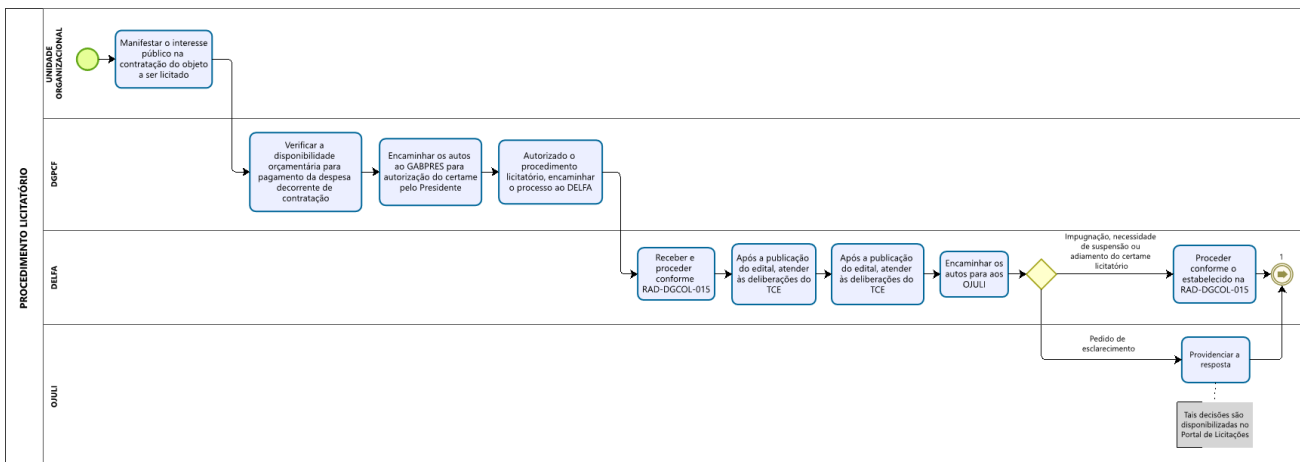 PROCEDIMENTO LICITATÓRIO
UNIDADE
ORGANIZACIONAL
Manifestar o interesse
público na
contratação do objeto
a ser licitado
DGPCF
Verificar a
disponibilidade
orçamentária para
pagamento da despesa
decorrente de
contratação
Encaminhar os autos
ao GABPRES para
autorização do certame
pelo Presidente
Autorizado o
procedimento
licitatório, encaminhar
o processo ao DELFA
DELFA
Receber e
proceder
conforme
RAD-DGCOL-015
Após a publicação
do edital, atender
às deliberações do
TCE
Após a publicação
do edital, atender
às deliberações do
TCE
Encaminhar os
autos para aos
OJULI
Impugnação, necessidade
de suspensão ou
adiamento do certame
licitatório
Proceder
conforme o
estabelecido na
RAD-DGCOL-015
1
OJULI
Pedido de
esclarecimento
Providenciar a
resposta
Tais decisões são
disponibilizadas no
Portal de Licitações